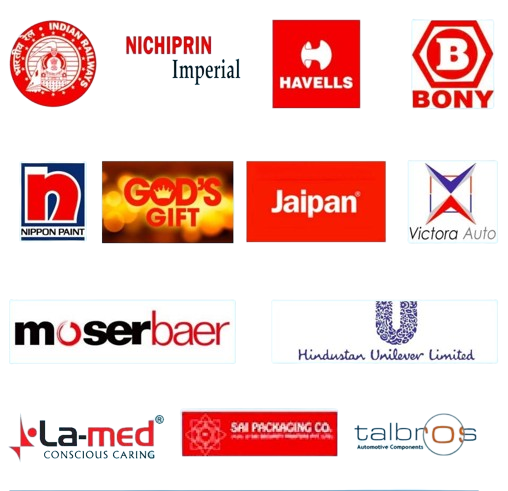 भारतीय रेल • INDIAN RAILWAYS
NICHIPRIN
Imperial
HAVELLS
B
BONY
n
NIPPON PAINT
GOD'S
GIFT
Jaipan®
Victora Auto
moserbaer
Hindustan Unilever Limited
La-med®
CONSCIOUS CARING
SAI PACKAGING CO.
talbros
Automotive Components